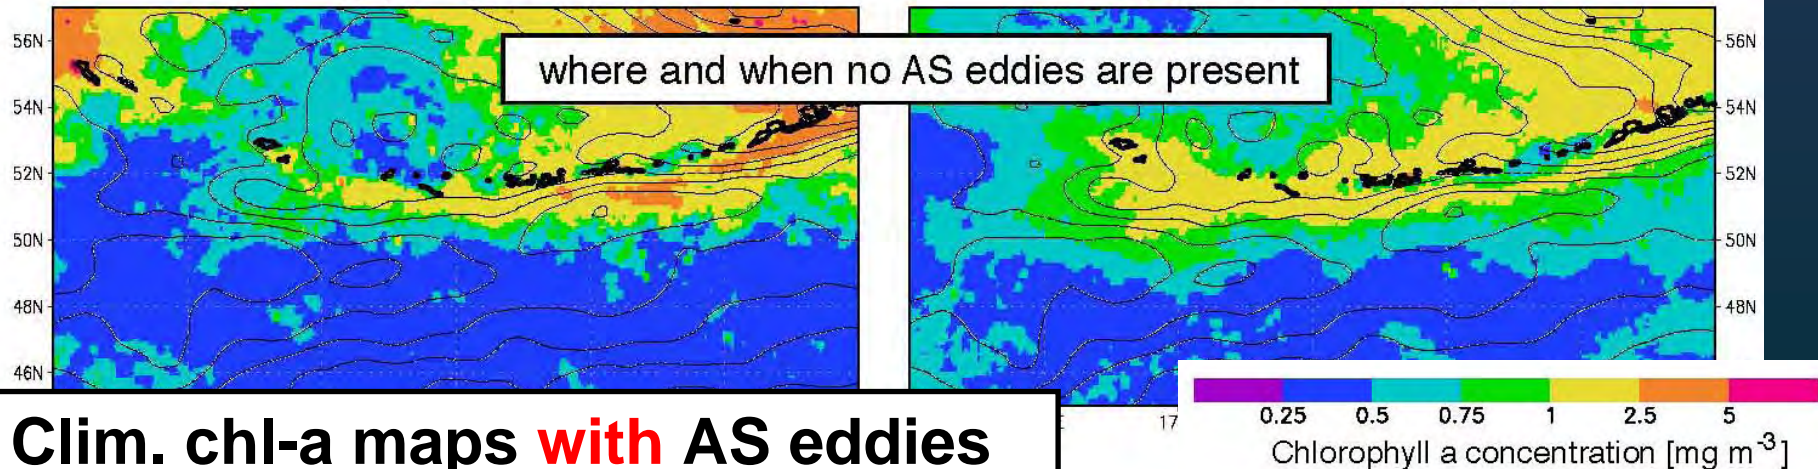 where and when no AS eddies are present
56N
54N
52N
50N
48N
46N
56N
54N
52N
50N
48N
17
0.25 0.5 0.75 1 2.5 5
Chlorophyll a concentration [mg m⁻³]
Clim. chl-a maps with AS eddies